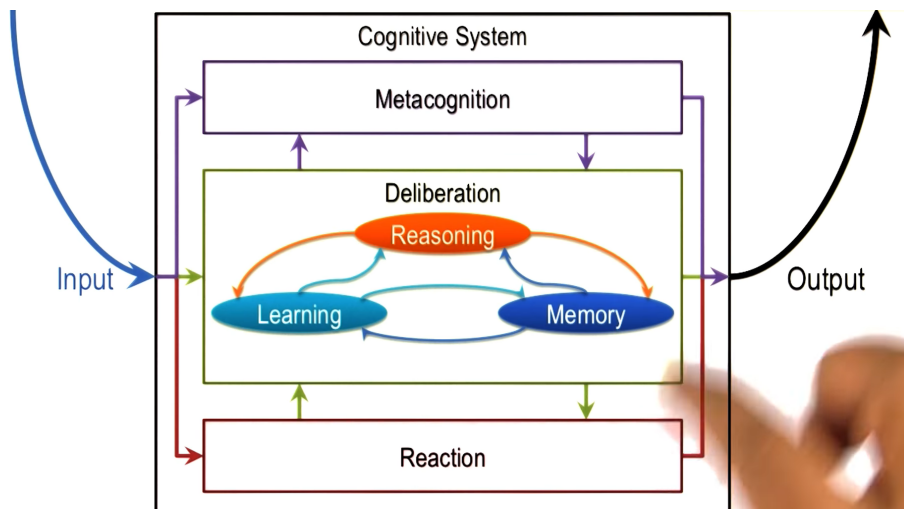 Cognitive System
Metacognition
Deliberation
Reasoning
Input
Output
Learning
Memory
Reaction